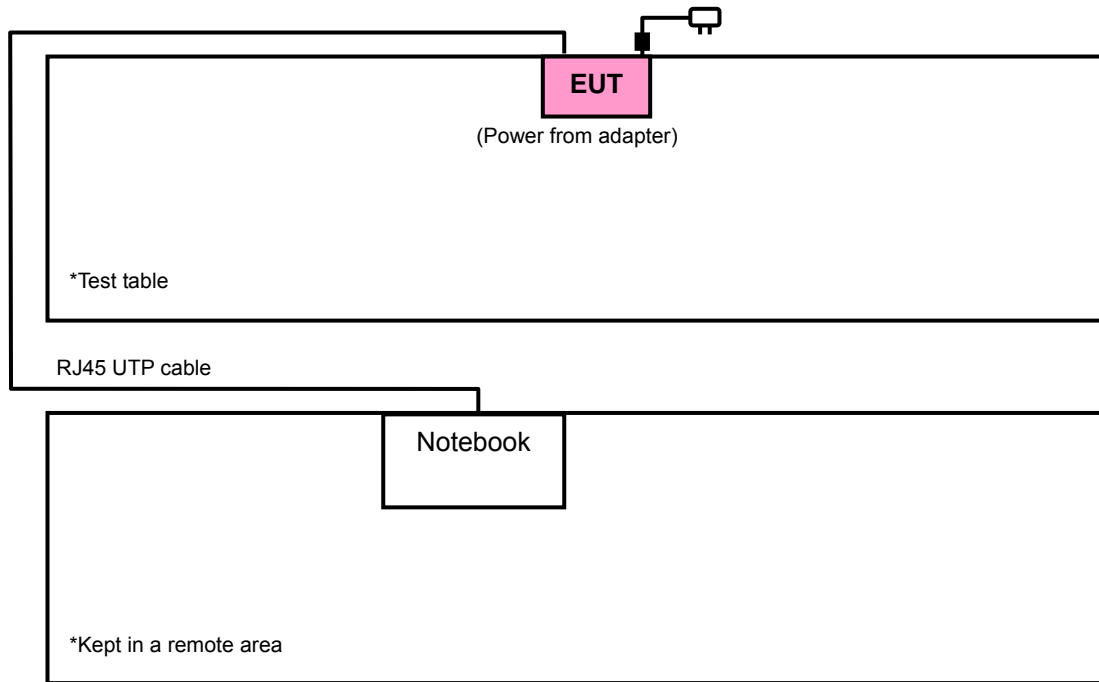 EUT
(Power from adapter)
*Test table
RJ45 UTP cable
Notebook
*Kept in a remote area